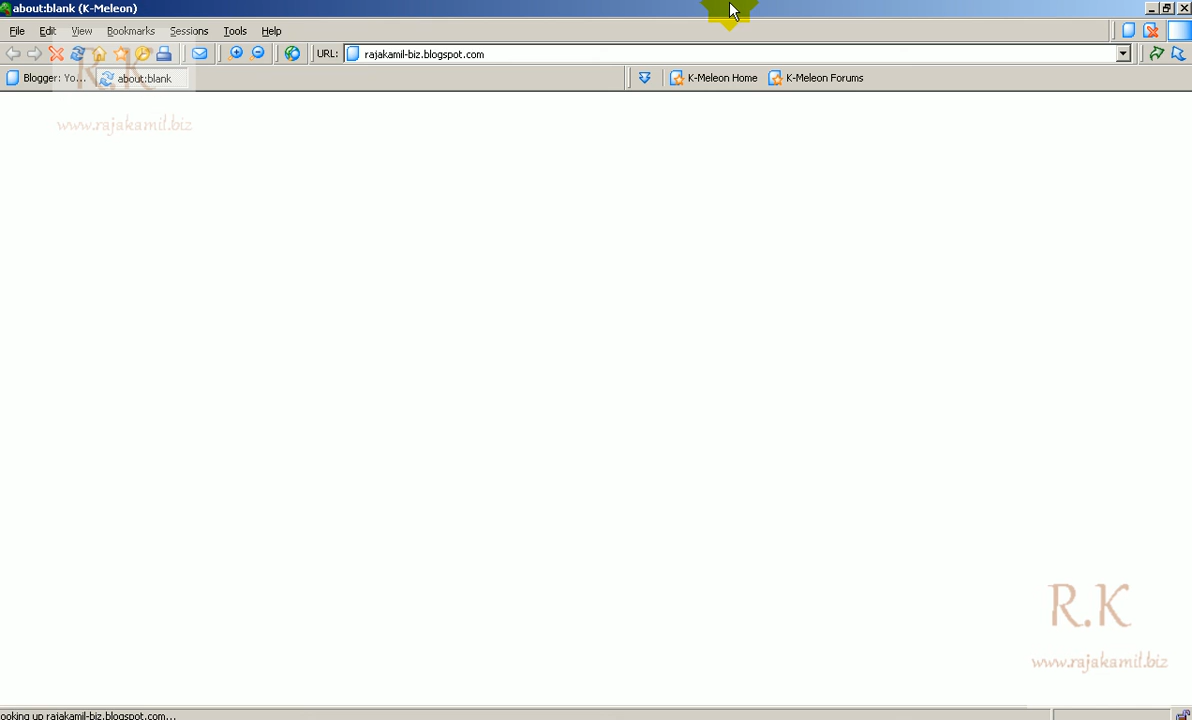 about:blank (K-Meleon)
File Edit View Bookmarks Sessions Tools Help
URL: rajakamil-biz.blogspot.com
Blogger: Yo... about:blank K-Meleon Home K-Meleon Forums
R.K
www.rajakamil.biz
R.K
www.rajakamil.biz
ooking up rajakamil-biz.blogspot.com...